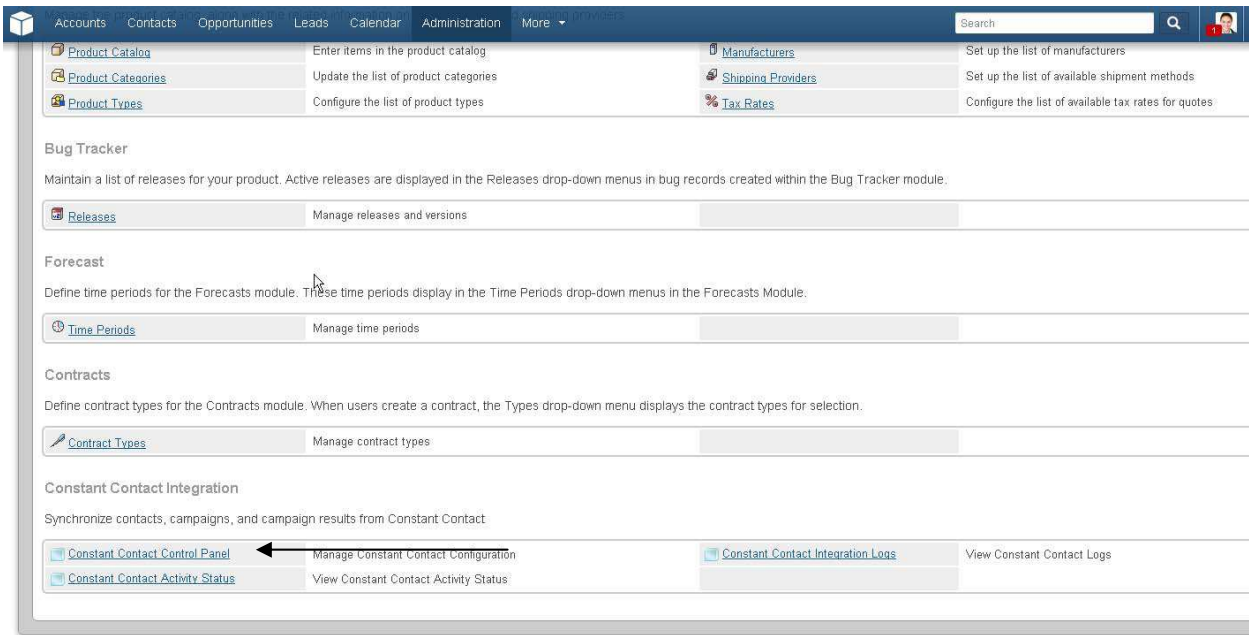 Accounts Contacts Opportunities Leads Calendar Administration More Search 1
Product Catalog Enter items in the product catalog Manufacturers Set up the list of manufacturers
Product Categories Update the list of product categories Shipping Providers Set up the list of available shipment methods
Product Types Configure the list of product types Tax Rates Configure the list of available tax rates for quotes
Bug Tracker
Maintain a list of releases for your product. Active releases are displayed in the Releases drop-down menus in bug records created within the Bug Tracker module.
Releases Manage releases and versions
Forecast
Define time periods for the Forecasts module. These time periods display in the Time Periods drop-down menus in the Forecasts Module.
Time Periods Manage time periods
Contracts
Define contract types for the Contracts module. When users create a contract, the Types drop-down menu displays the contract types for selection.
Contract Types Manage contract types
Constant Contact Integration
Synchronize contacts, campaigns, and campaign results from Constant Contact
Constant Contact Control Panel Manage Constant Contact Configuration Constant Contact Integration Logs View Constant Contact Logs
Constant Contact Activity Status View Constant Contact Activity Status